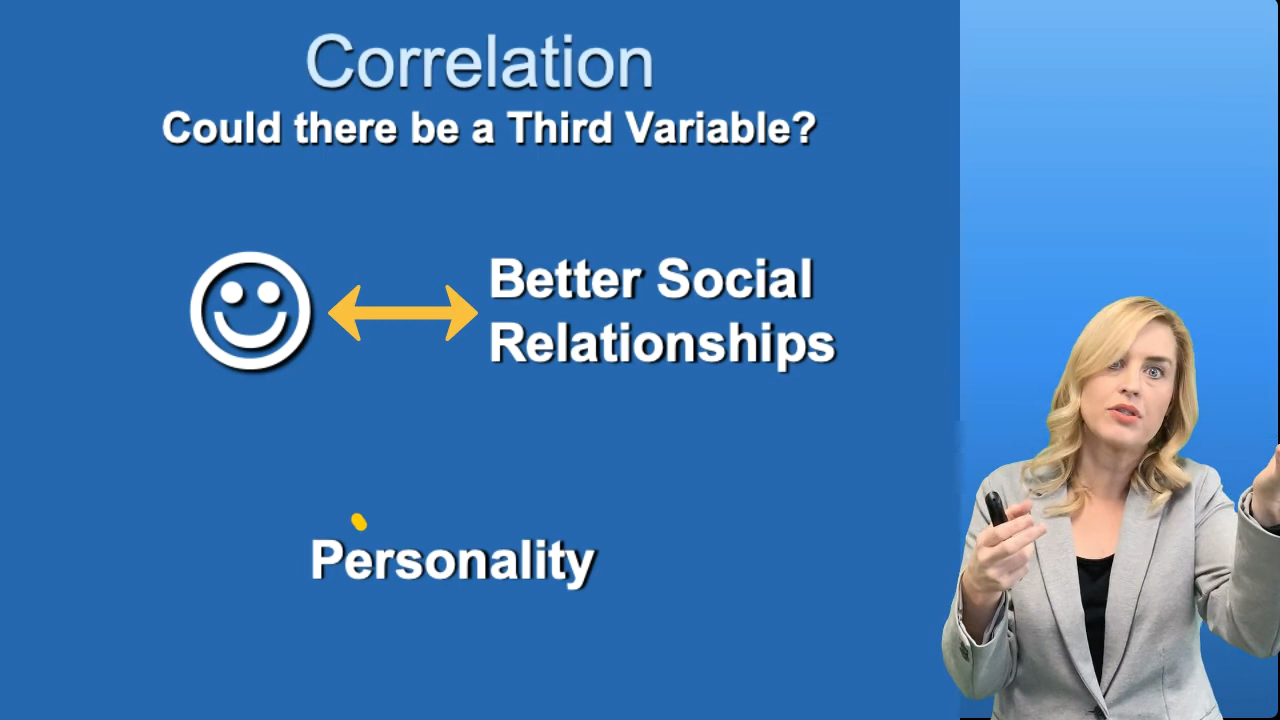 Correlation
Could there be a Third Variable?
Better Social
Relationships
Personality